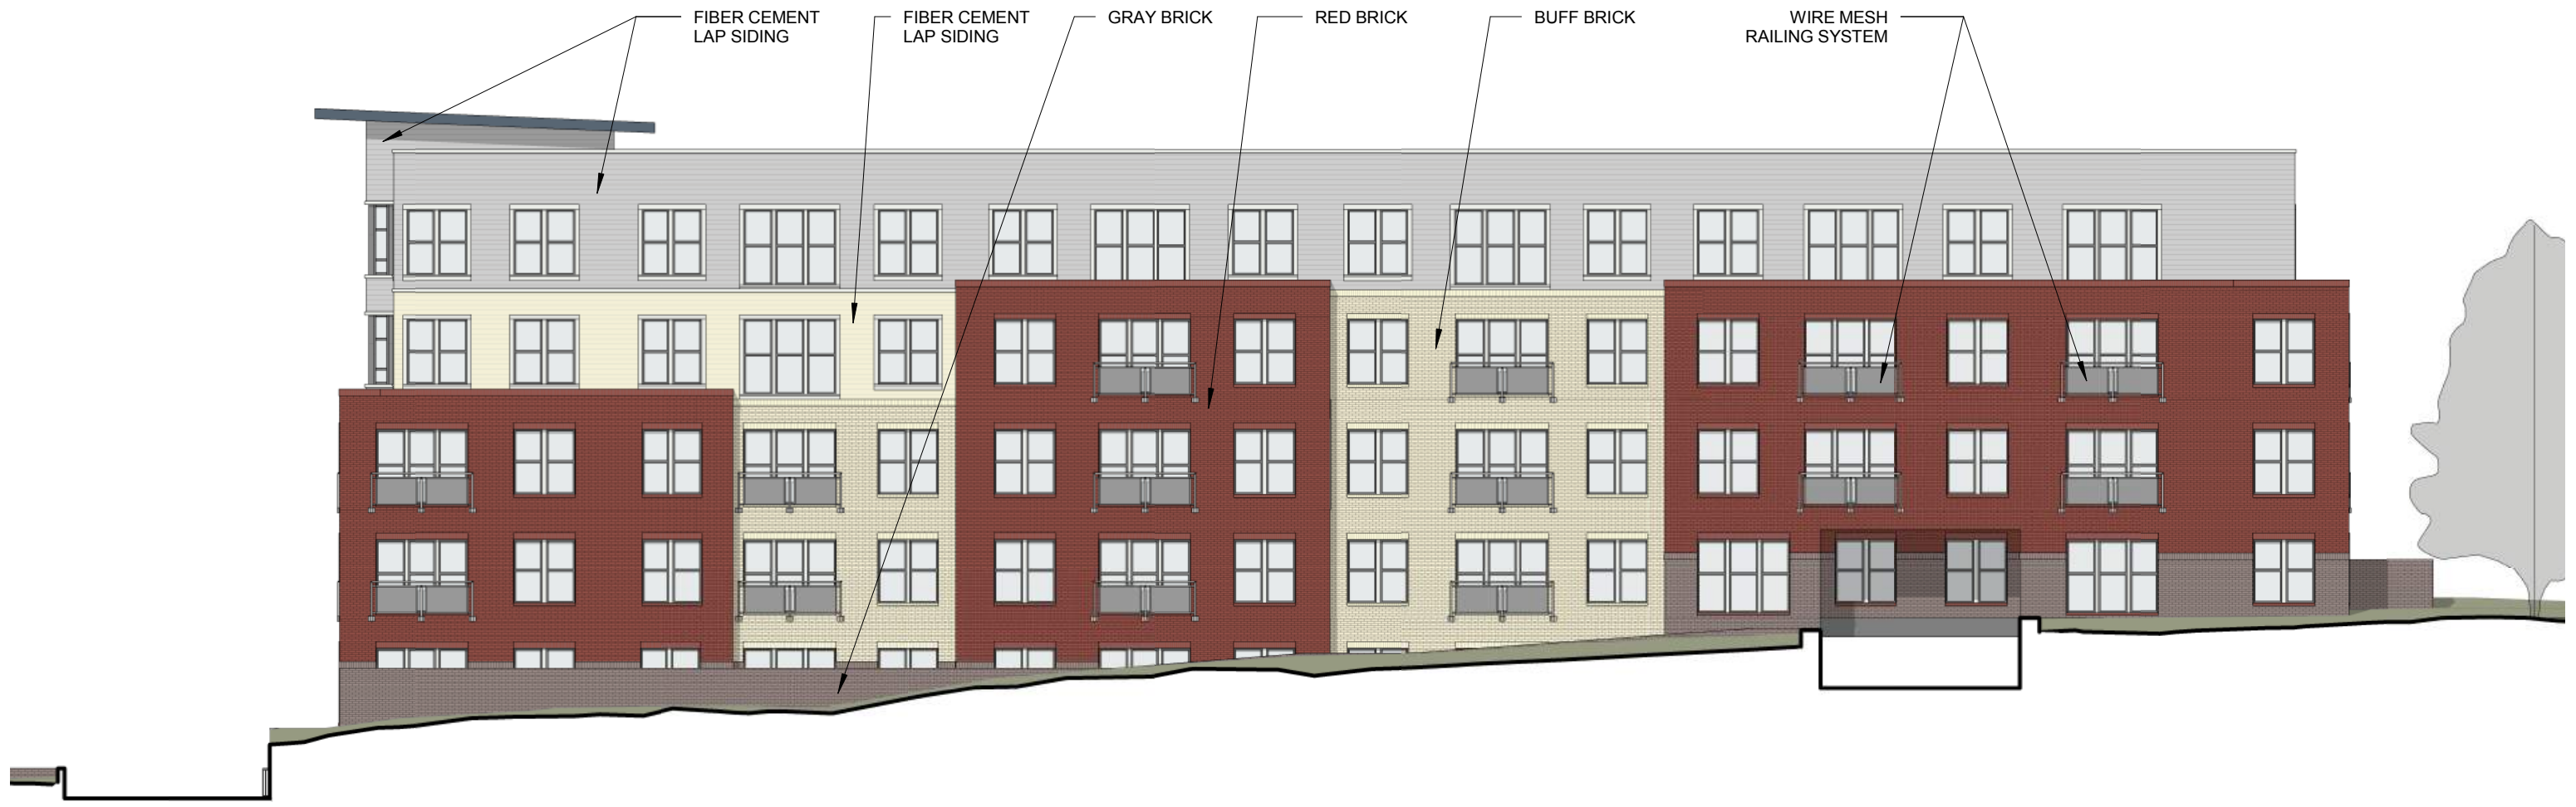 FIBER CEMENT
LAP SIDING
FIBER CEMENT
LAP SIDING
GRAY BRICK
RED BRICK
BUFF BRICK
WIRE MESH
RAILING SYSTEM